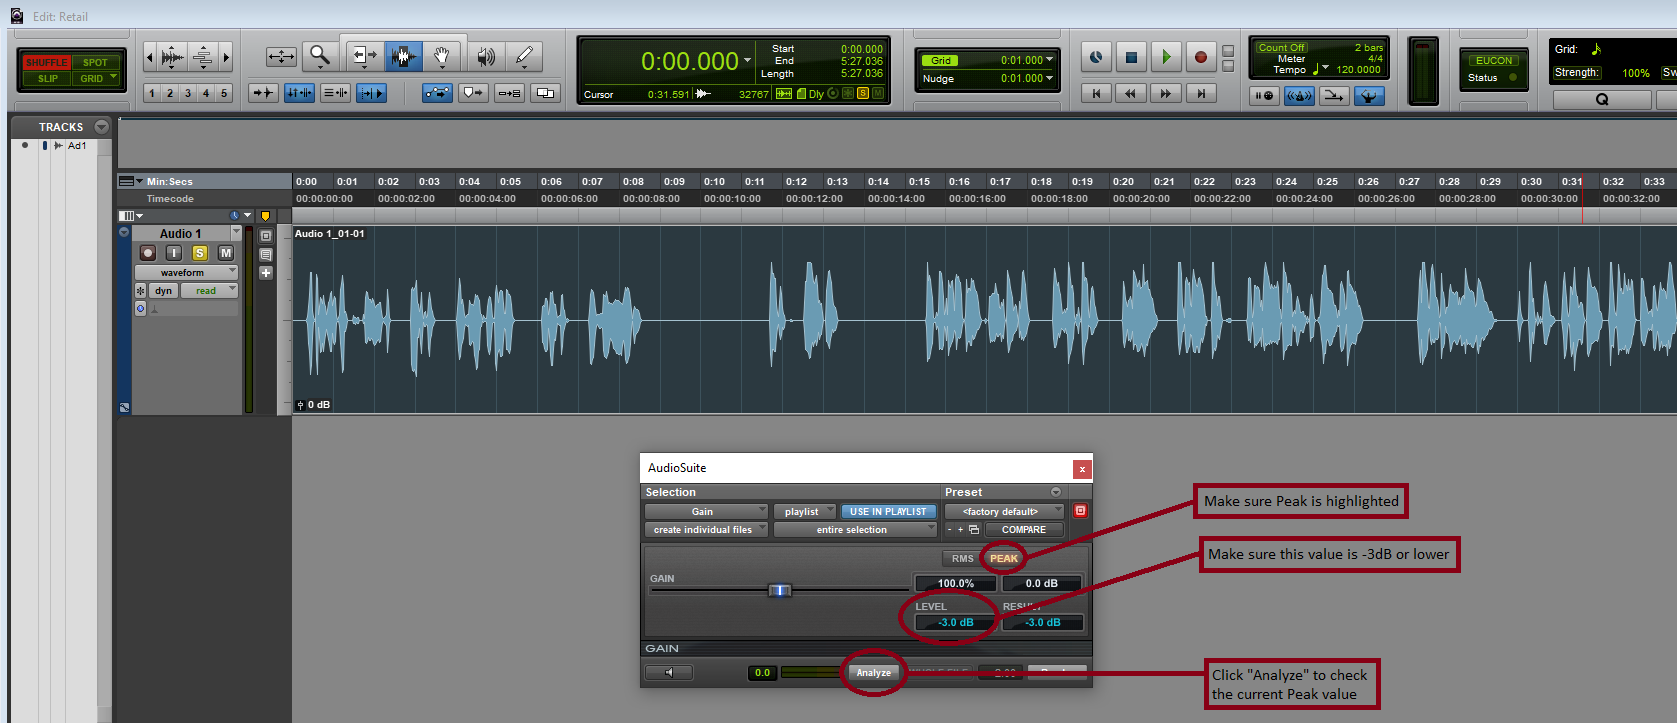 Edit: Retail
SHUFFLE SPOT
SLIP GRID
1 2 3 4 5
0:00.000
Start 0:00.000
End 5:27.036
Length 5:27.036
Cursor 0:31.591 32767 Dly S M
Grid 0:01.000
Nudge 0:01.000
Count Off 2 bars
Meter 4/4
Tempo 120.0000
EUCON
Status
Grid:
Strength: 100% Sw
Q
TRACKS
Ad1
Min:Secs
0:00 0:01 0:02 0:03 0:04 0:05 0:06 0:07 0:08 0:09 0:10 0:11 0:12 0:13 0:14 0:15 0:16 0:17 0:18 0:19 0:20 0:21 0:22 0:23 0:24 0:25 0:26 0:27 0:28 0:29 0:30 0:31 0:32 0:33
Timecode
00:00:00:00 00:00:02:00 00:00:04:00 00:00:06:00 00:00:08:00 00:00:10:00 00:00:12:00 00:00:14:00 00:00:16:00 00:00:18:00 00:00:20:00 00:00:22:00 00:00:24:00 00:00:26:00 00:00:28:00 00:00:30:00 00:00:32:00
Audio 1
I S M
waveform
dyn read
Audio 1_01-01
0 dB
AudioSuite
x
Selection Preset
Gain playlist USE IN PLAYLIST <factory default>
create individual files entire selection - + COMPARE
RMS PEAK
GAIN
100.0% 0.0 dB
LEVEL RESULT
-3.0 dB -3.0 dB
GAIN
0.0 Analyze WHOLE FILE
Make sure Peak is highlighted
Make sure this value is -3dB or lower
Click "Analyze" to check
the current Peak value